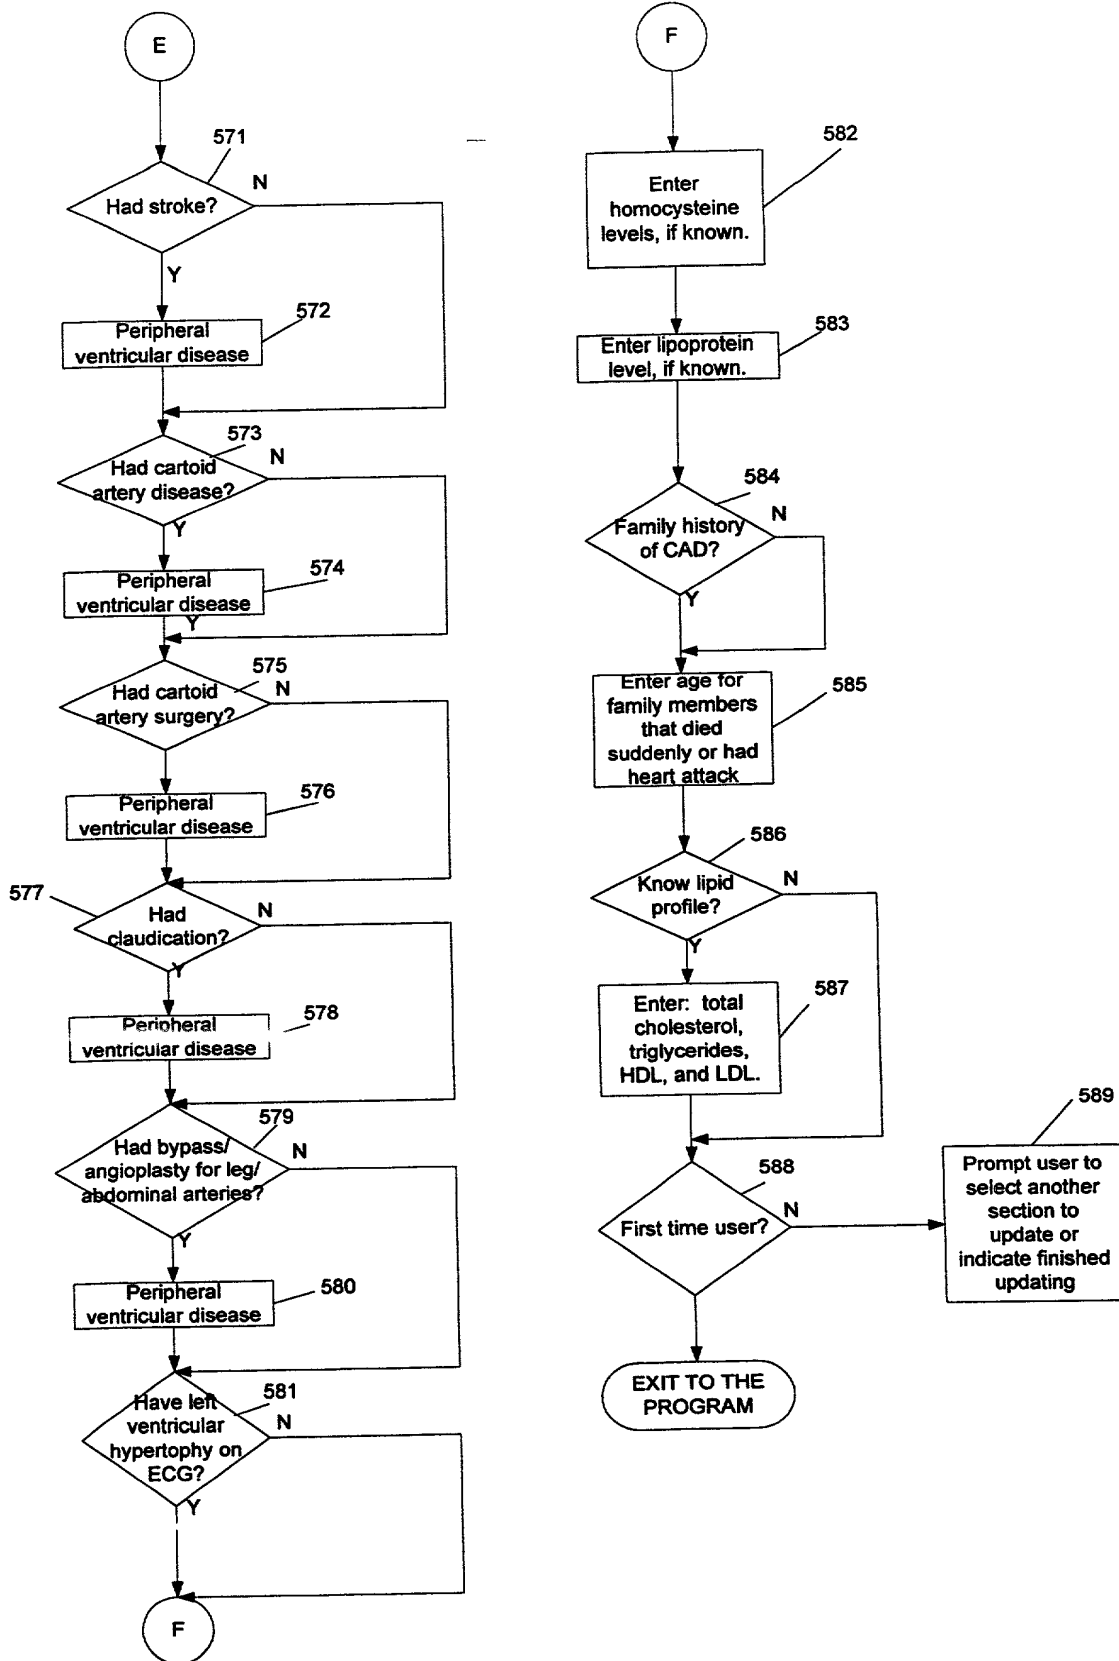 E
571
N
Had stroke?
Y
572
Peripheral
ventricular disease
573
N
Had cartoid
artery disease?
Y
574
Peripheral
ventricular disease
Y
575
N
Had cartoid
artery surgery?
576
Peripheral
ventricular disease
577
N
Had
claudication?
Y
578
Peripheral
ventricular disease
579
N
Had bypass/
angioplasty for leg/
abdominal arteries?
Y
580
Peripheral
ventricular disease
581
N
Have left
ventricular
hypertophy on
ECG?
Y
F
F
582
Enter
homocysteine
levels, if known.
583
Enter lipoprotein
level, if known.
584
N
Family history
of CAD?
Y
585
Enter age for
family members
that died
suddenly or had
heart attack
586
N
Know lipid
profile?
Y
587
Enter: total
cholesterol,
triglycerides,
HDL, and LDL.
588
N
First time user?
589
Prompt user to
select another
section to
update or
indicate finished
updating
EXIT TO THE
PROGRAM